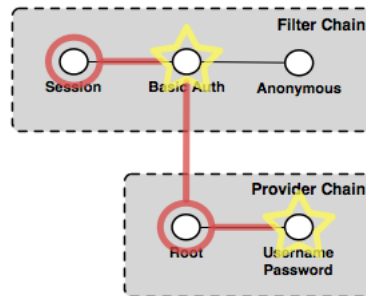 Filter Chain
Session Basic Auth Anonymous
Provider Chain
Root Username
Password